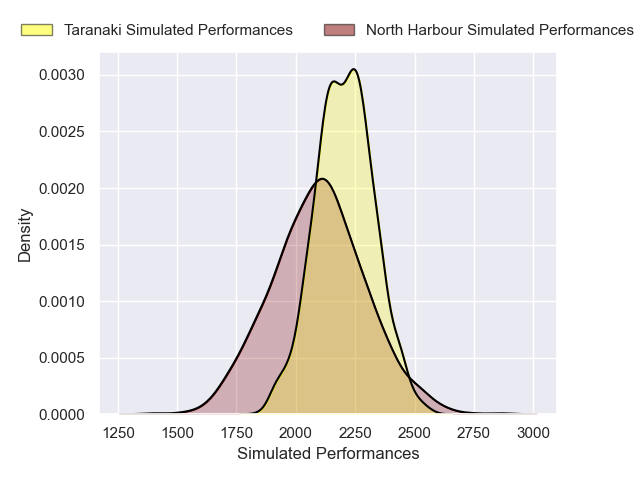 Taranaki Simulated Performances
North Harbour Simulated Performances
0.0030
0.0025
0.0020
0.0015
0.0010
0.0005
0.0000
Density
1250 1500 1750 2000 2250 2500 2750 3000
Simulated Performances